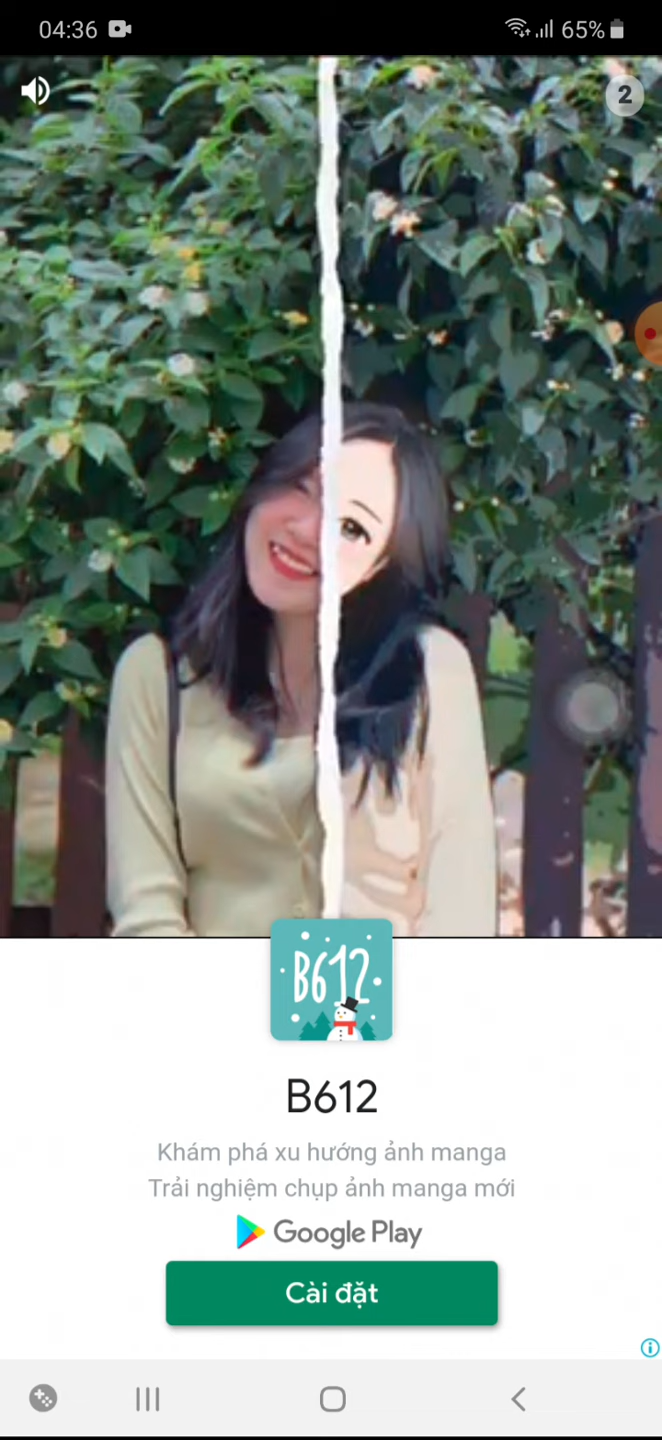 04:36
65%
2
B612
B612
Khám phá xu hướng ảnh manga
Trải nghiệm chụp ảnh manga mới
Google Play
Cài đặt